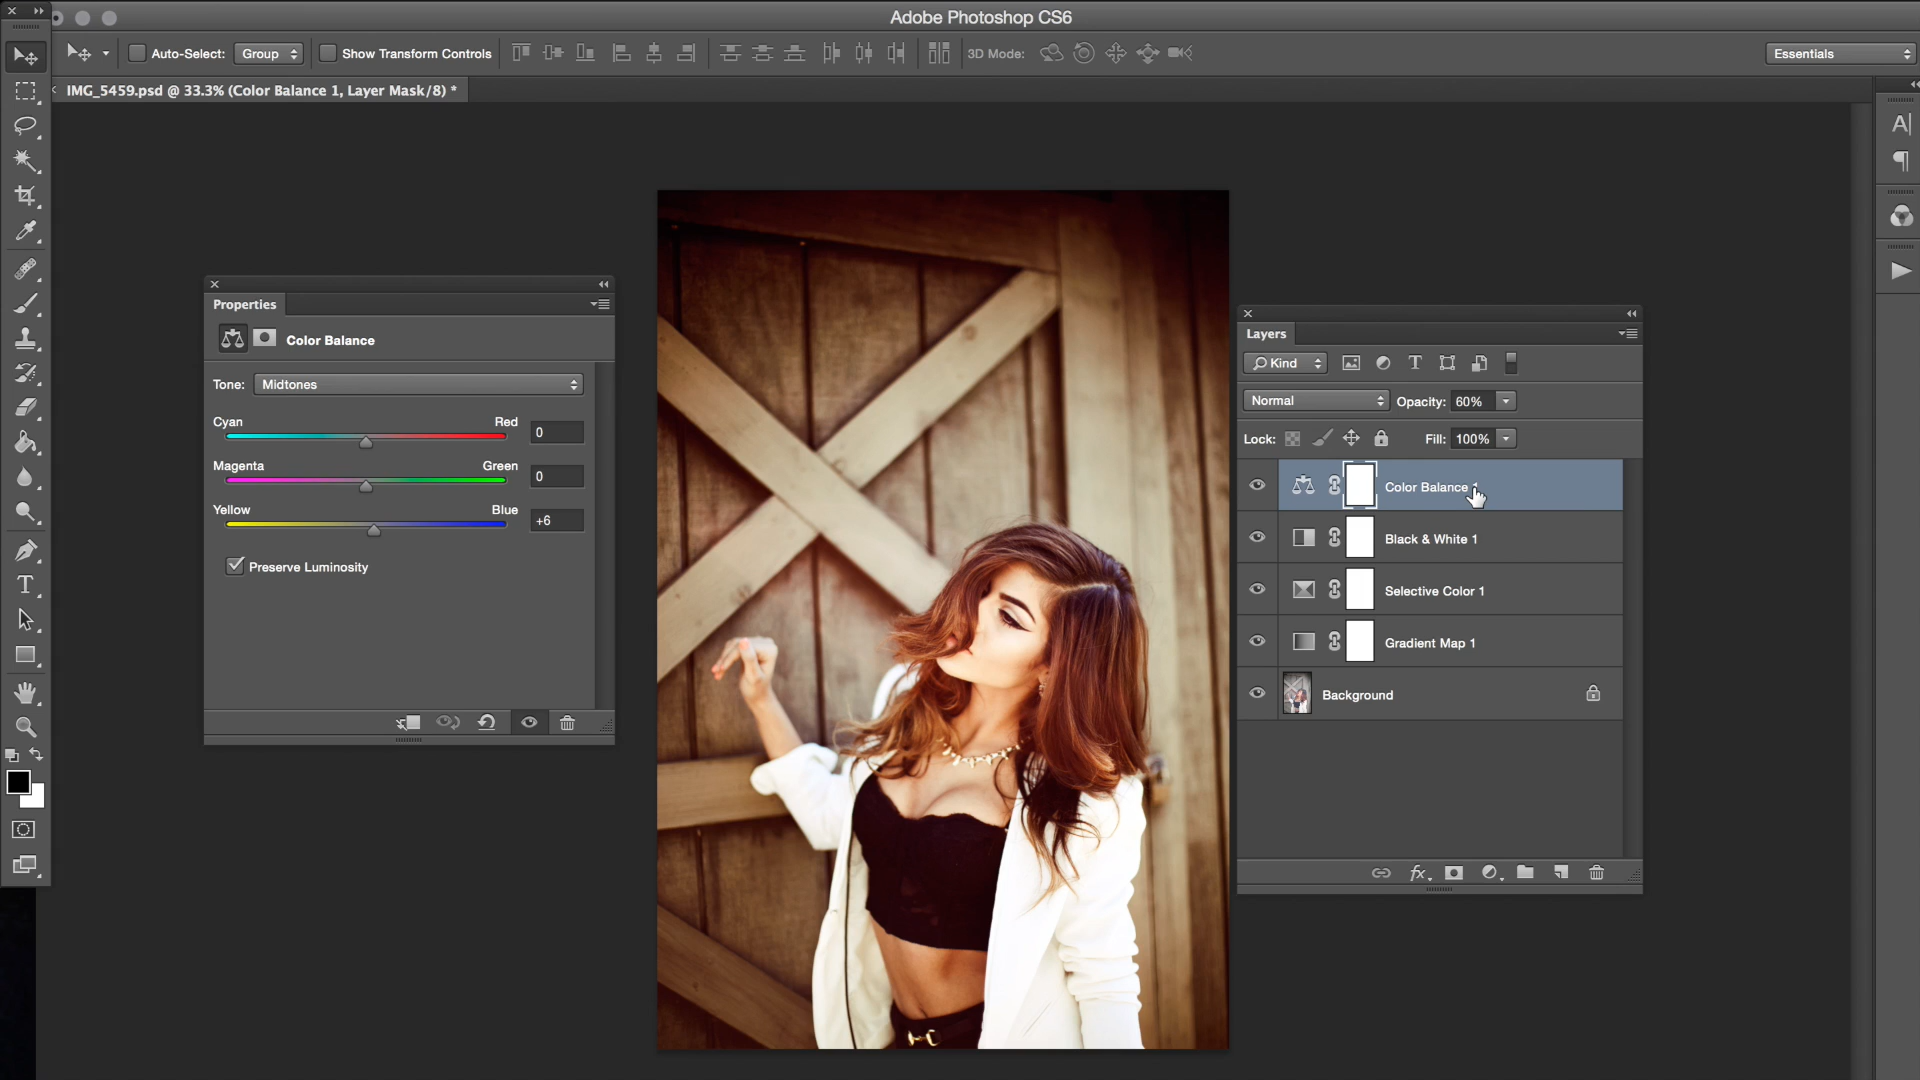 Adobe Photoshop CS6
Auto-Select: Group Show Transform Controls 3D Mode: Essentials
IMG_5459.psd @ 33.3% (Color Balance 1, Layer Mask/8) *
Properties
Color Balance
Tone: Midtones
Cyan Red 0
Magenta Green 0
Yellow Blue +6
Preserve Luminosity
Layers
Kind
Normal Opacity: 60%
Lock: Fill: 100%
Color Balance 1
Black & White 1
Selective Color 1
Gradient Map 1
Background